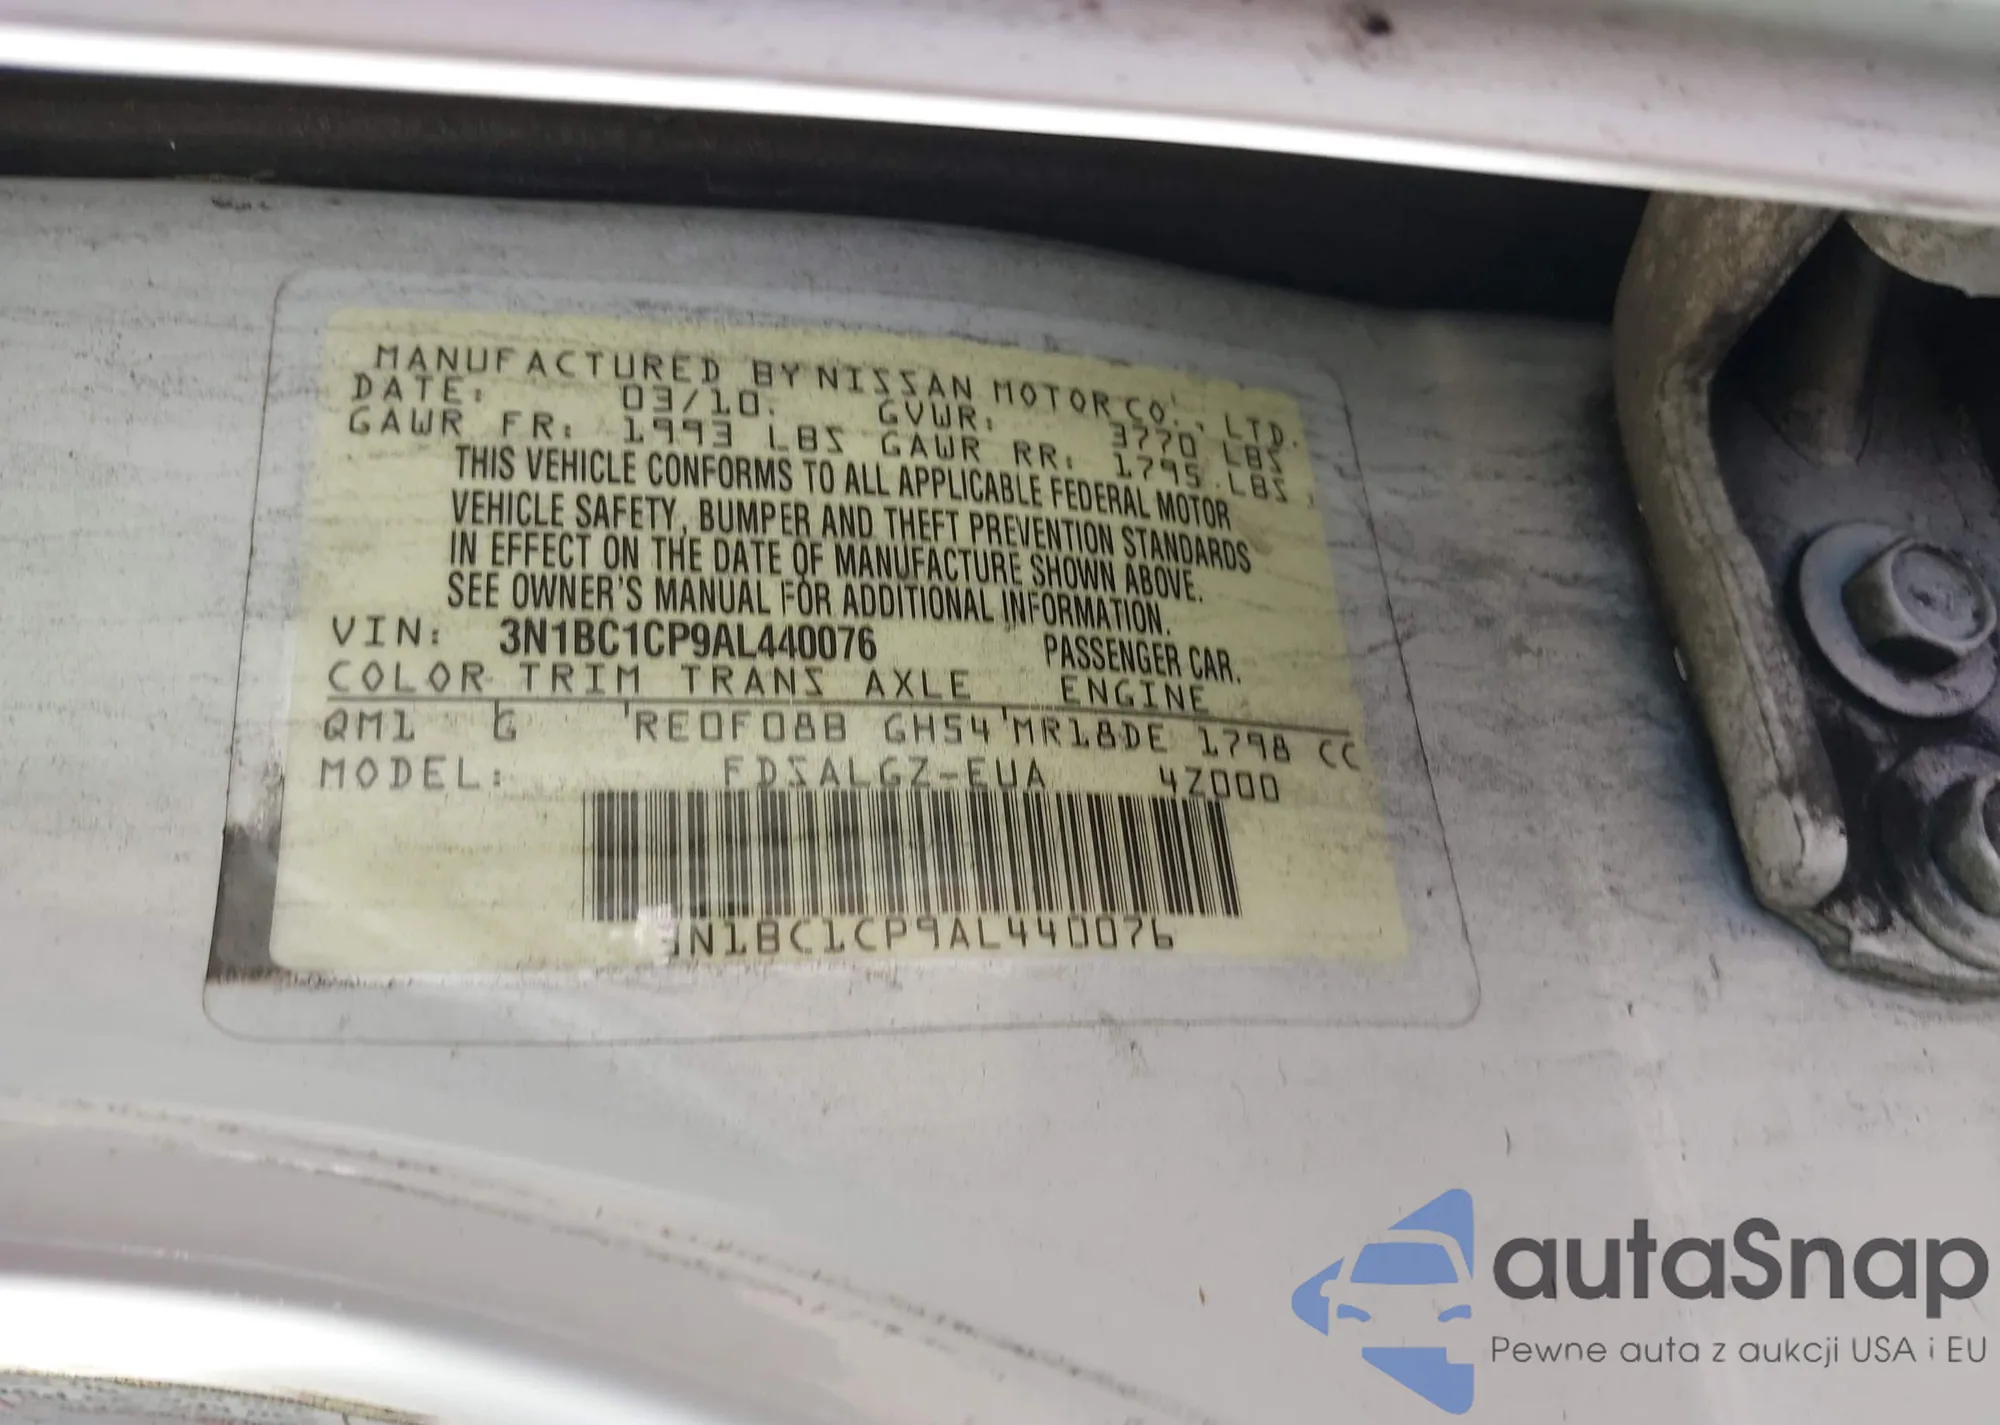 MANUFACTURED BY NISSAN MOTOR CO., LTD.
DATE: 03/10. GVWR: 3770 LBS
GAWR FR: 1993 LBS GAWR RR: 1795 LBS
THIS VEHICLE CONFORMS TO ALL APPLICABLE FEDERAL MOTOR
VEHICLE SAFETY, BUMPER AND THEFT PREVENTION STANDARDS
IN EFFECT ON THE DATE OF MANUFACTURE SHOWN ABOVE.
SEE OWNER'S MANUAL FOR ADDITIONAL INFORMATION.
VIN: 3N1BC1CP9AL440076 PASSENGER CAR.
COLOR TRIM TRANS AXLE ENGINE
QM1 G RE0F08B GH54 MR18DE 1798 CC
MODEL: FDSALGZ-EUA 4Z000
N1BC1CP9AL440076
autaSnap
Pewne auta z aukcji USA i EU